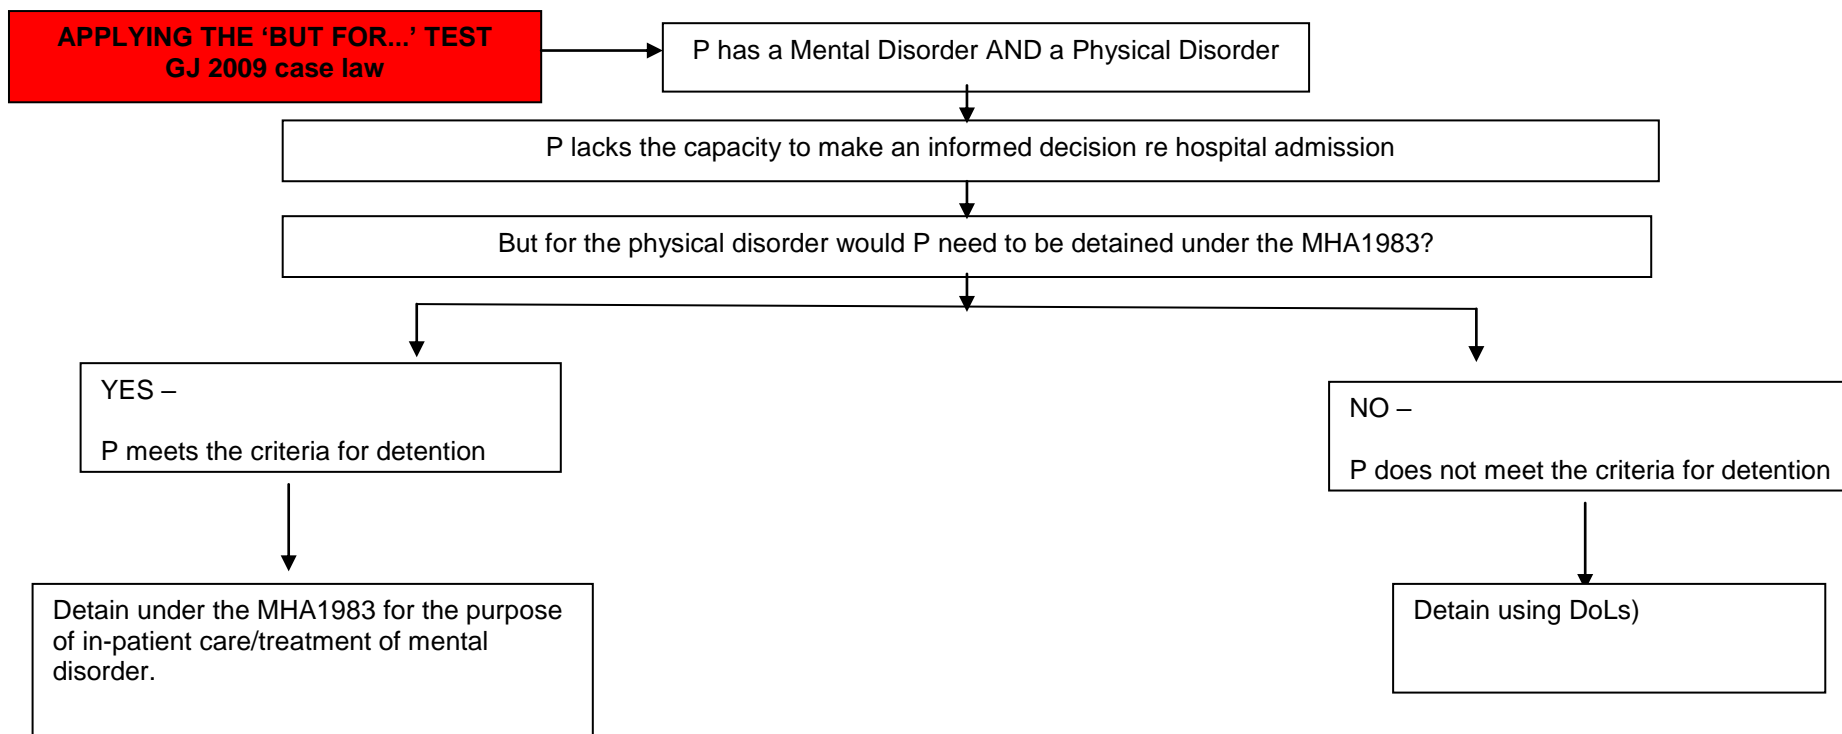 APPLYING THE ‘BUT FOR...’ TEST
GJ 2009 case law
P has a Mental Disorder AND a Physical Disorder
P lacks the capacity to make an informed decision re hospital admission
But for the physical disorder would P need to be detained under the MHA1983?
YES –
P meets the criteria for detention
NO –
P does not meet the criteria for detention
Detain under the MHA1983 for the purpose
of in-patient care/treatment of mental
disorder.
Detain using DoLs)